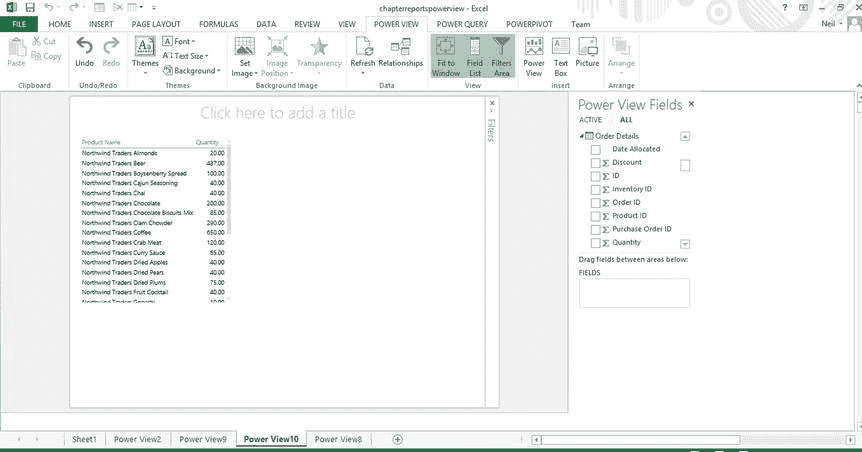 chapterreportspowerview - Excel
FILE HOME INSERT PAGE LAYOUT FORMULAS DATA REVIEW VIEW POWER VIEW POWER QUERY POWERPIVOT Team Neil
Paste
Cut
Copy
Clipboard
Undo Redo
Undo/Redo
Themes
Font
Text Size
Background
Themes
Set Image
Image Position
Transparency
Background Image
Refresh
Relationships
Data
Fit to Window
Field List
Filters Area
View
Power View
Text Box
Picture
Insert
Arrange
Arrange
Click here to add a title
Filters
Product Name Quantity
Northwind Traders Almonds 20.00
Northwind Traders Beer 487.00
Northwind Traders Boysenberry Spread 100.00
Northwind Traders Cajun Seasoning 40.00
Northwind Traders Chai 40.00
Northwind Traders Chocolate 200.00
Northwind Traders Chocolate Biscuits Mix 85.00
Northwind Traders Clam Chowder 290.00
Northwind Traders Coffee 650.00
Northwind Traders Crab Meat 120.00
Northwind Traders Curry Sauce 65.00
Northwind Traders Dried Apples 40.00
Northwind Traders Dried Pears 40.00
Northwind Traders Dried Plums 75.00
Northwind Traders Fruit Cocktail 40.00
Northwind Traders Gnocchi 10.00
Power View Fields
ACTIVE ALL
Order Details
Date Allocated
Σ Discount
Σ ID
Σ Inventory ID
Σ Order ID
Σ Product ID
Σ Purchase Order ID
Σ Quantity
Drag fields between areas below:
FIELDS
Sheet1 Power View2 Power View9 Power View10 Power View8